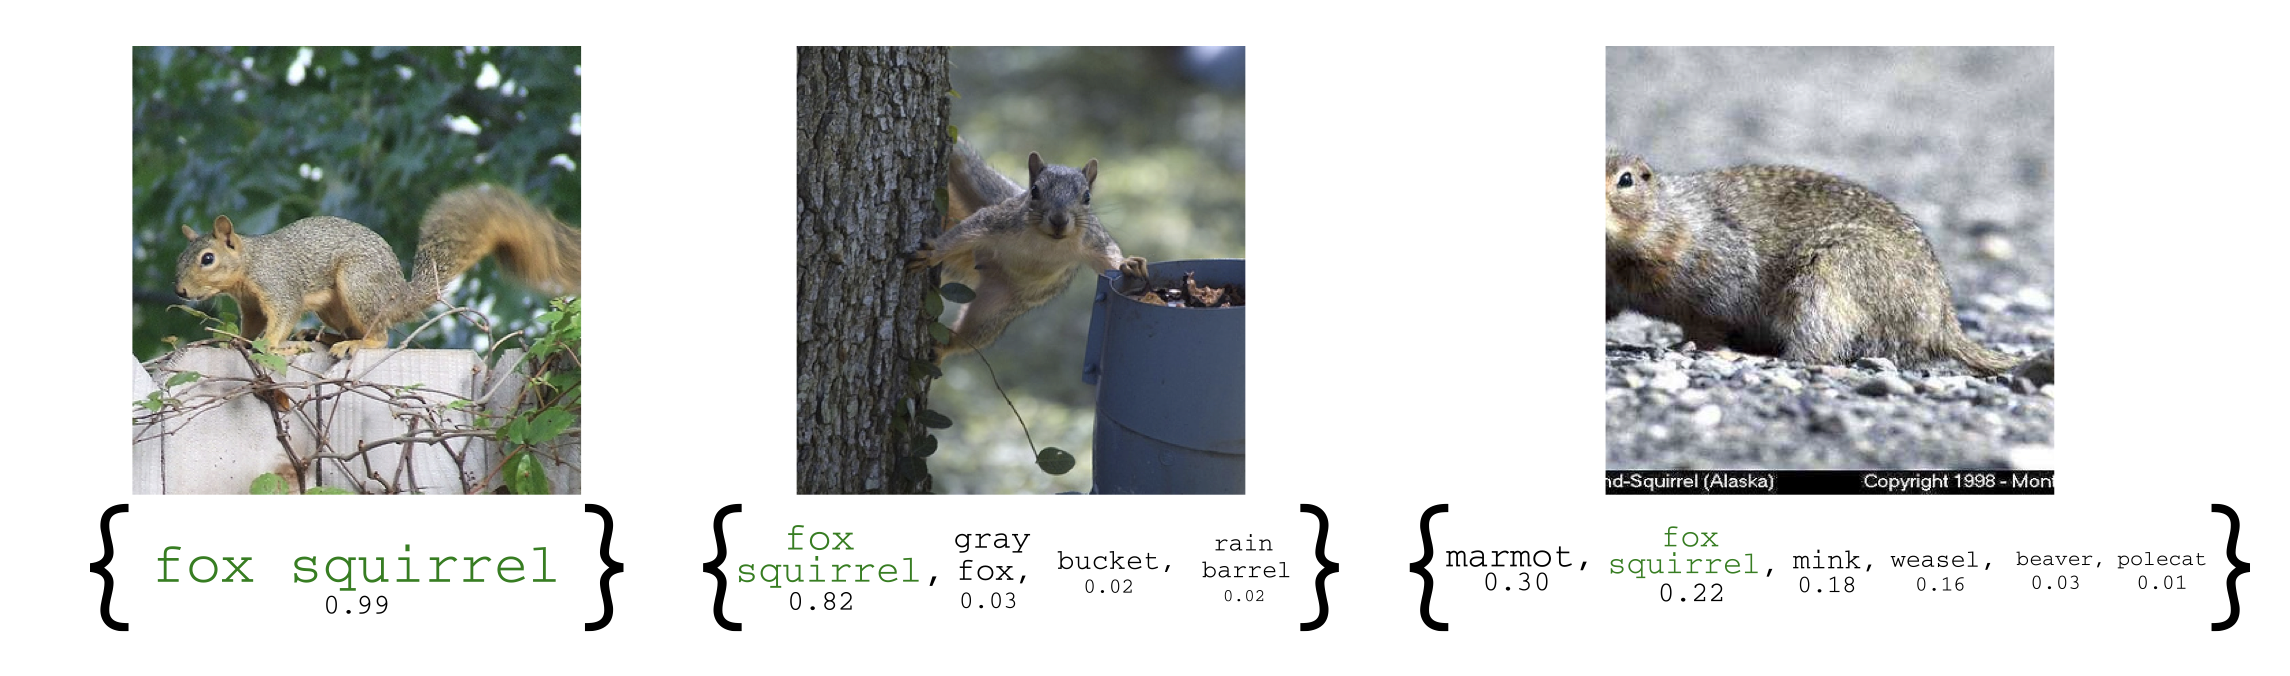 nd-Squirrel (Alaska) Copyright 1998 - Mont
{ fox squirrel }
0.99
{ fox squirrel, gray fox, bucket, rain barrel }
0.82 0.03 0.02 0.02
{ marmot, fox squirrel, mink, weasel, beaver, polecat }
0.30 0.22 0.18 0.16 0.03 0.01